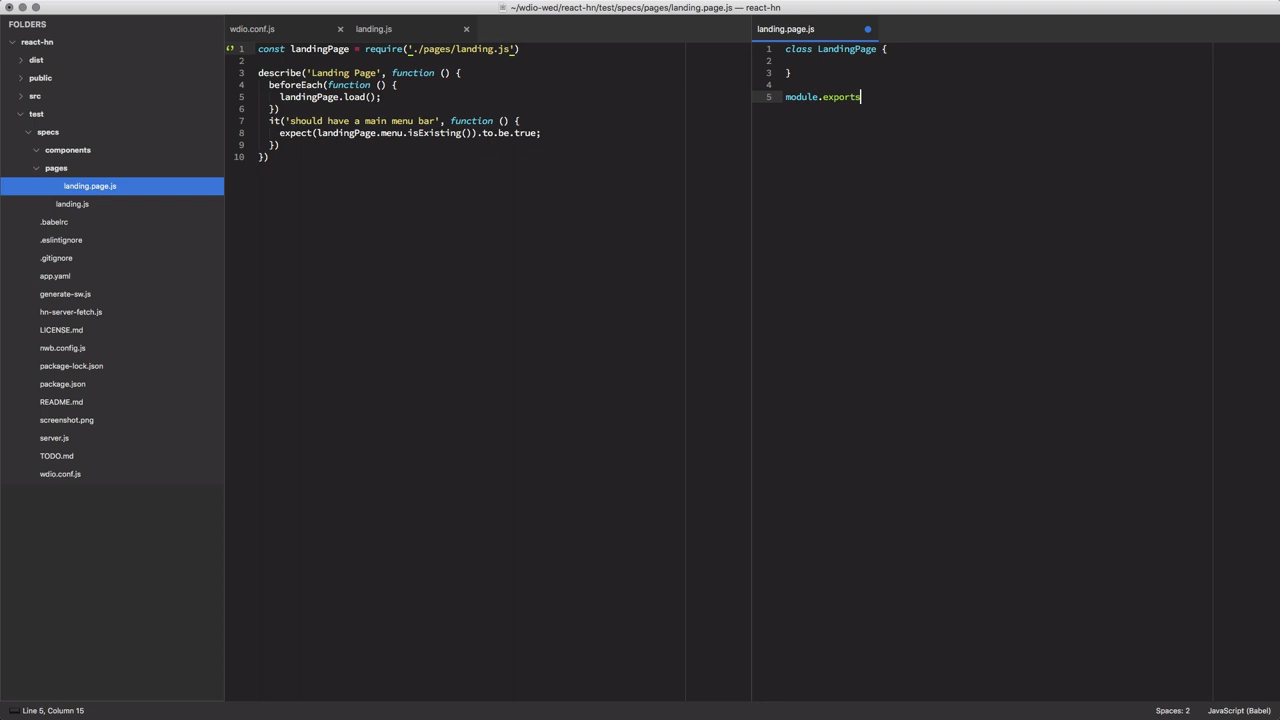 ~/wdio-wed/react-hn/test/specs/pages/landing.page.js — react-hn
FOLDERS
react-hn
dist
public
src
test
specs
components
pages
landing.page.js
landing.js
.babelrc
.eslintignore
.gitignore
app.yaml
generate-sw.js
hn-server-fetch.js
LICENSE.md
nwb.config.js
package-lock.json
package.json
README.md
screenshot.png
server.js
TODO.md
wdio.conf.js
wdio.conf.js landing.js
1 const landingPage = require('./pages/landing.js')
2
3 describe('Landing Page', function () {
4 beforeEach(function () {
5 landingPage.load();
6 })
7 it('should have a main menu bar', function () {
8 expect(landingPage.menu.isExisting()).to.be.true;
9 })
10 })
landing.page.js
1 class LandingPage {
2
3 }
4
5 module.exports
Line 5, Column 15
Spaces: 2 JavaScript (Babel)